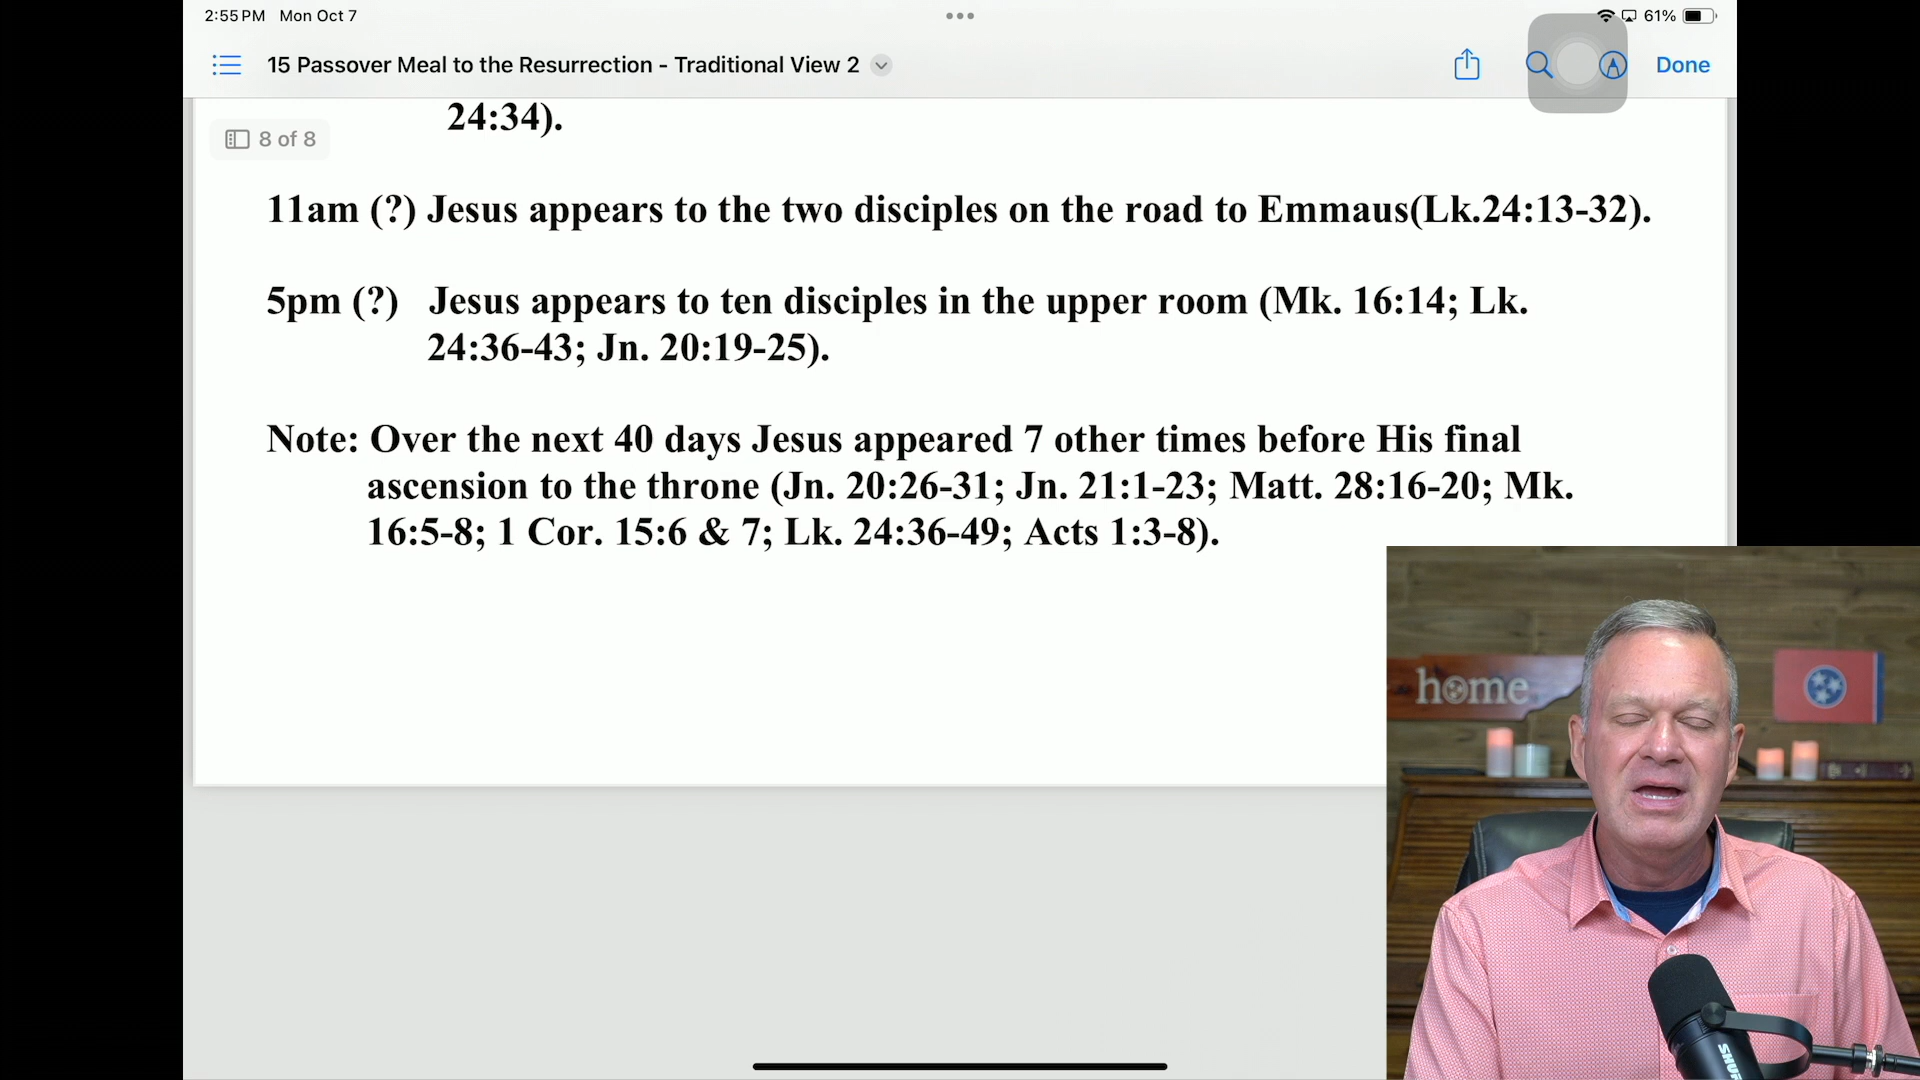 2:55 PM Mon Oct 7
61%
15 Passover Meal to the Resurrection - Traditional View 2
Done
24:34).
8 of 8
11am (?) Jesus appears to the two disciples on the road to Emmaus(Lk.24:13-32).
5pm (?) Jesus appears to ten disciples in the upper room (Mk. 16:14; Lk.
24:36-43; Jn. 20:19-25).
Note: Over the next 40 days Jesus appeared 7 other times before His final
ascension to the throne (Jn. 20:26-31; Jn. 21:1-23; Matt. 28:16-20; Mk.
16:5-8; 1 Cor. 15:6 & 7; Lk. 24:36-49; Acts 1:3-8).
home